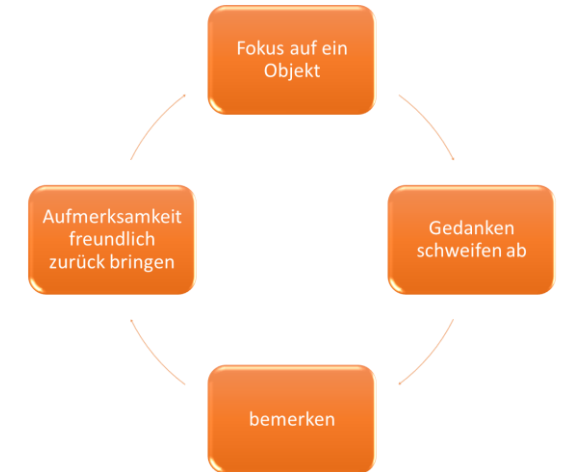 Fokus auf ein
Objekt
Gedanken
schweifen ab
bemerken
Aufmerksamkeit
freundlich
zurück bringen